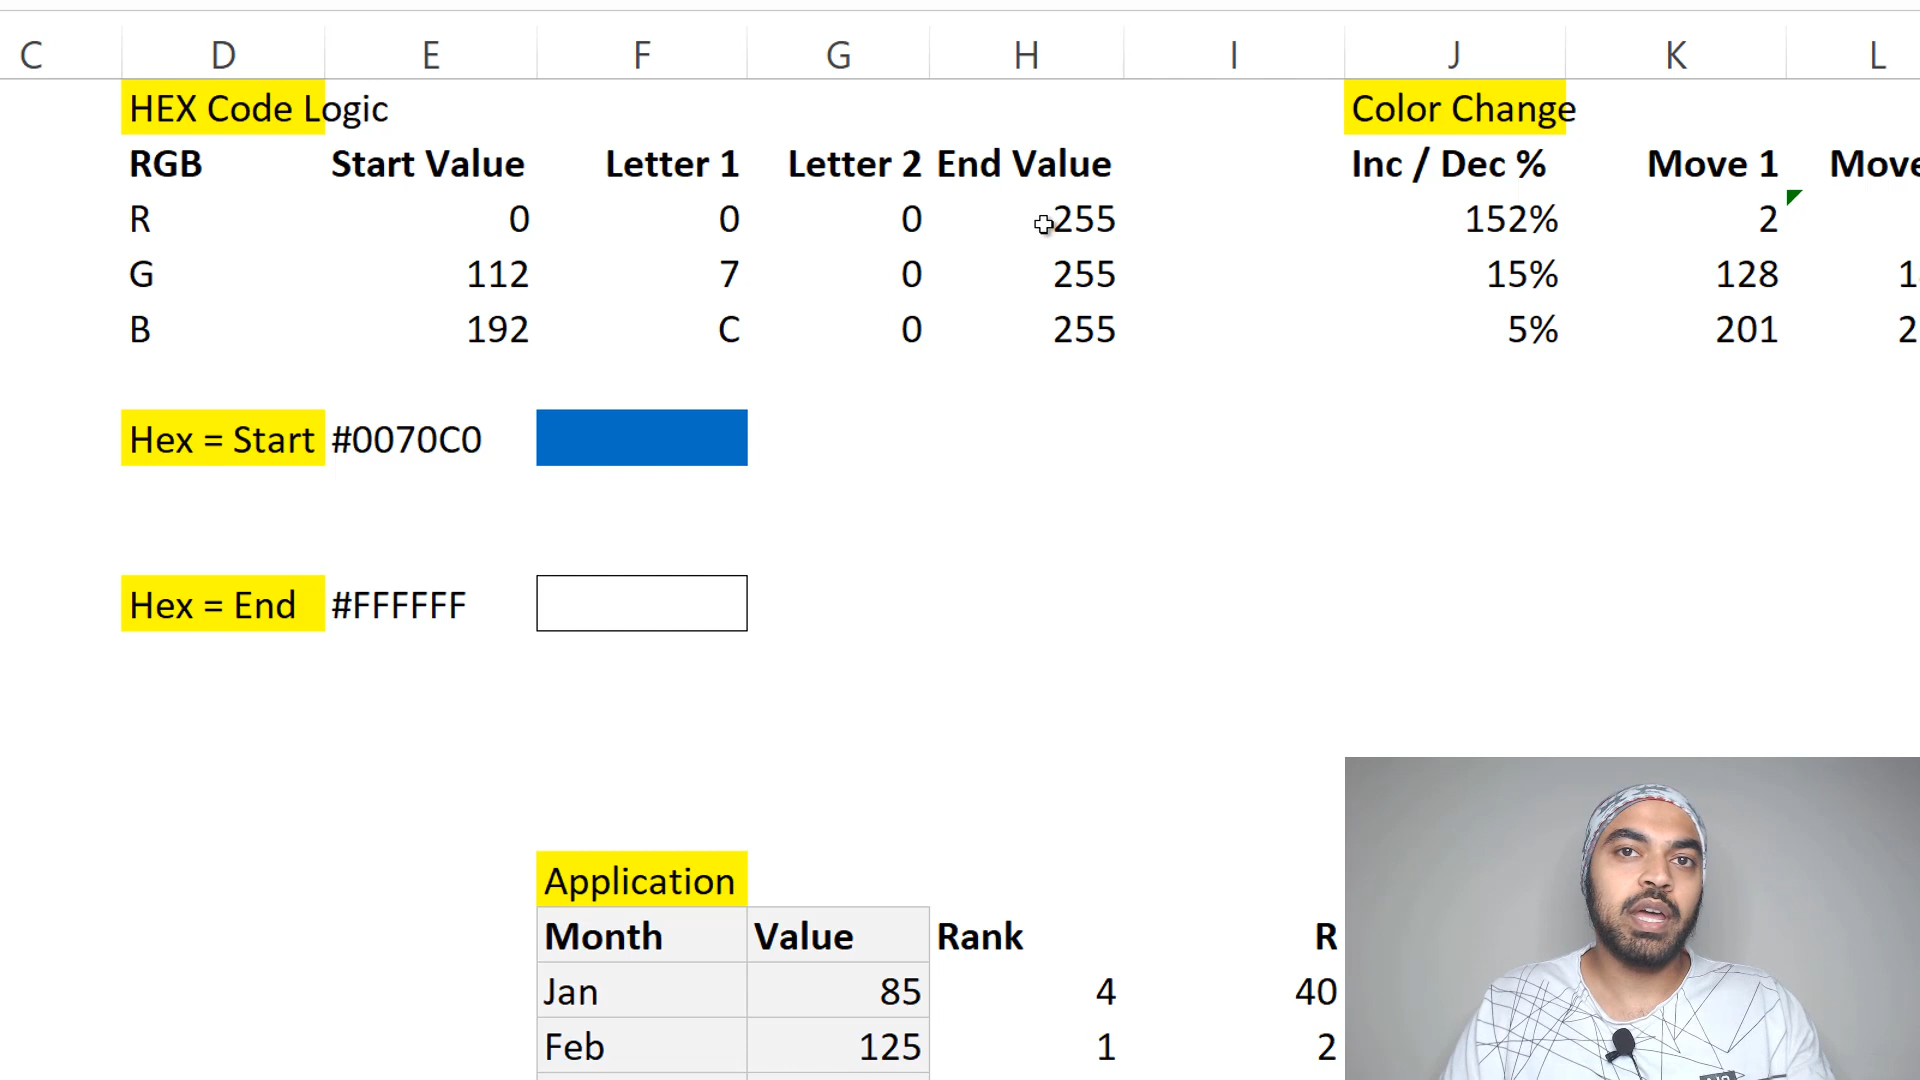 C D E F G H I J K L
HEX Code Logic Color Change
RGB Start Value Letter 1 Letter 2 End Value Inc / Dec % Move 1
R 0 0 0 255 152% 2
G 112 7 0 255 15% 128
B 192 C 0 255 5% 201
Hex = Start #0070C0
Hex = End #FFFFFF
Application
Month Value Rank R
Jan 85 4 40
Feb 125 1 2